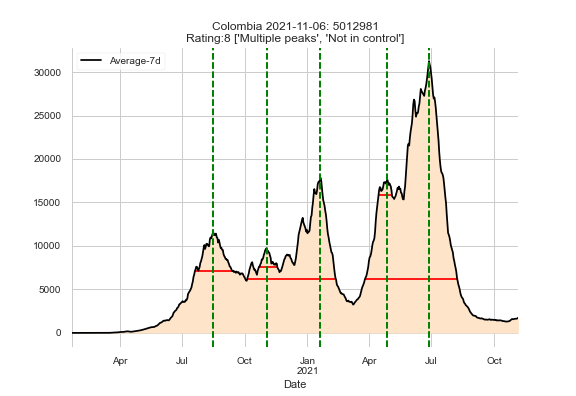 Colombia 2021-11-06: 5012981
Rating:8 ['Multiple peaks', 'Not in control']
Average-7d
30000
25000
20000
15000
10000
5000
0
Apr Jul Oct Jan Apr Jul Oct
2021
Date